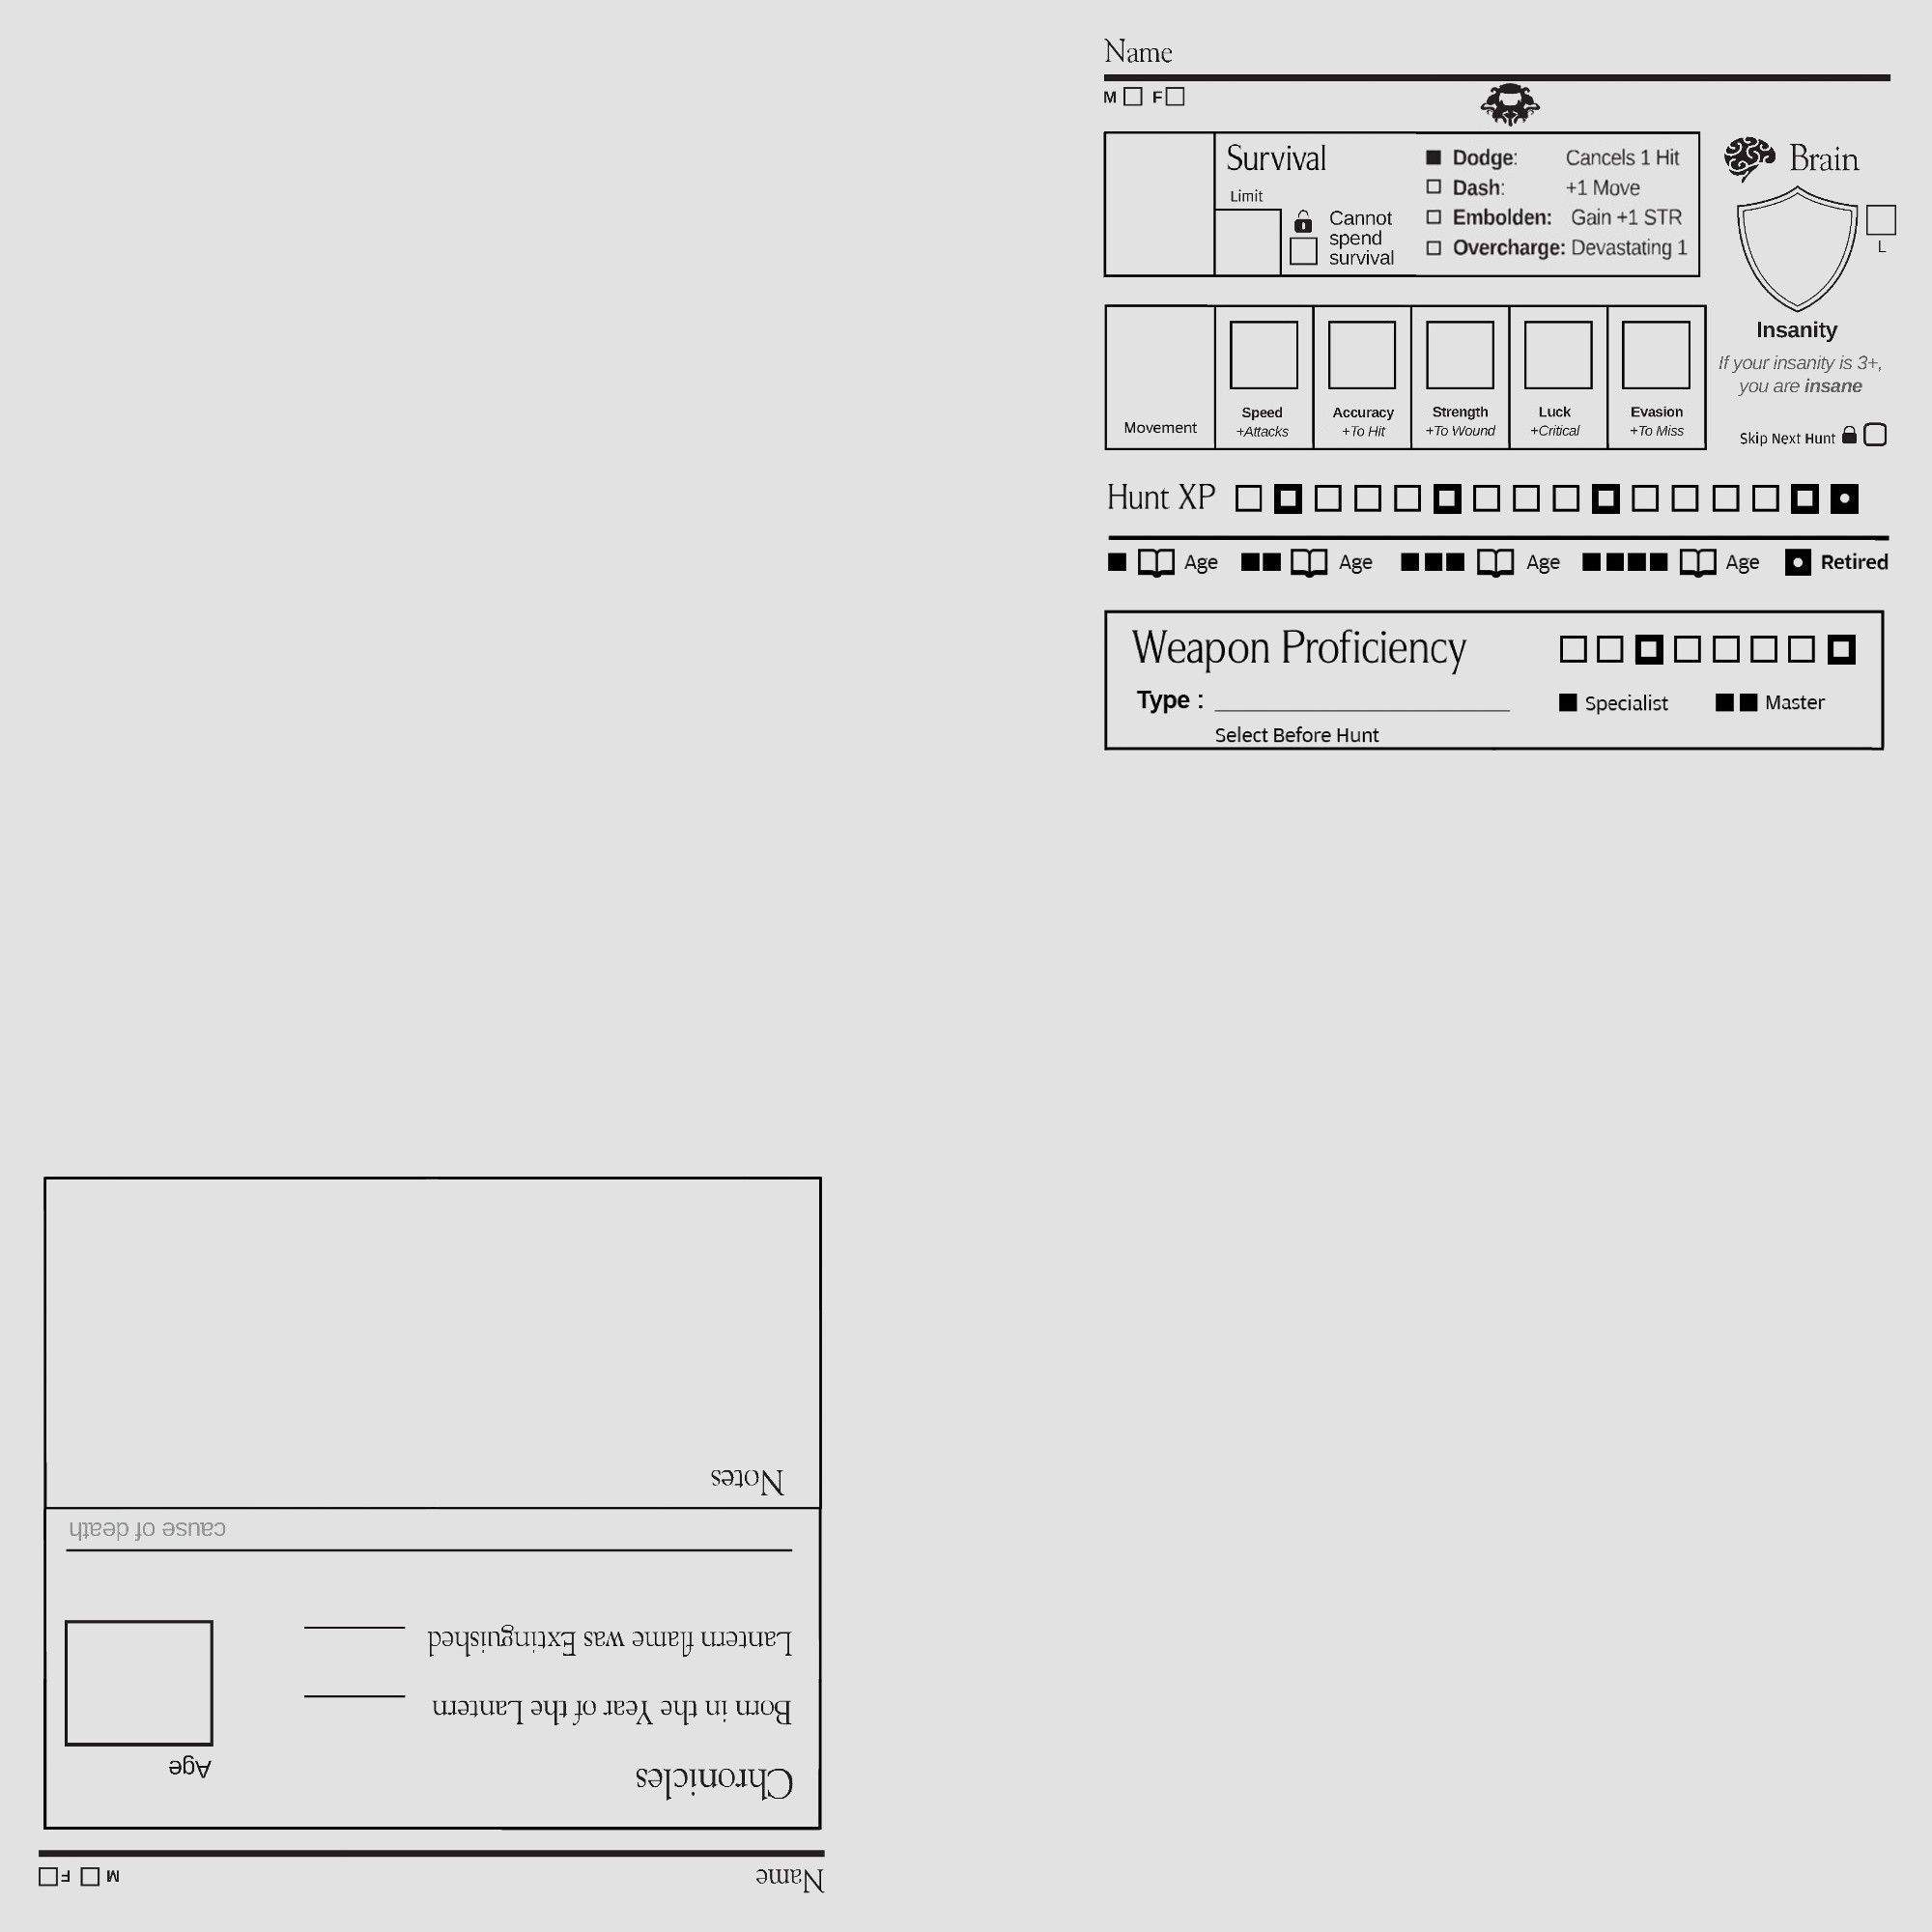 Name
M F
Survival
Limit
Cannot
spend
survival
Dodge: Cancels 1 Hit
Dash: +1 Move
Embolden: Gain +1 STR
Overcharge: Devastating 1
Brain
L
Insanity
If your insanity is 3+,
you are insane
Skip Next Hunt
Movement
Speed
+Attacks
Accuracy
+To Hit
Strength
+To Wound
Luck
+Critical
Evasion
+To Miss
Hunt XP
Age Age Age Age Retired
Weapon Proficiency
Type :
Select Before Hunt
Specialist Master
Name
M F
Chronicles
Age
Born in the Year of the Lantern
Lantern flame was Extinguished
cause of death
Notes